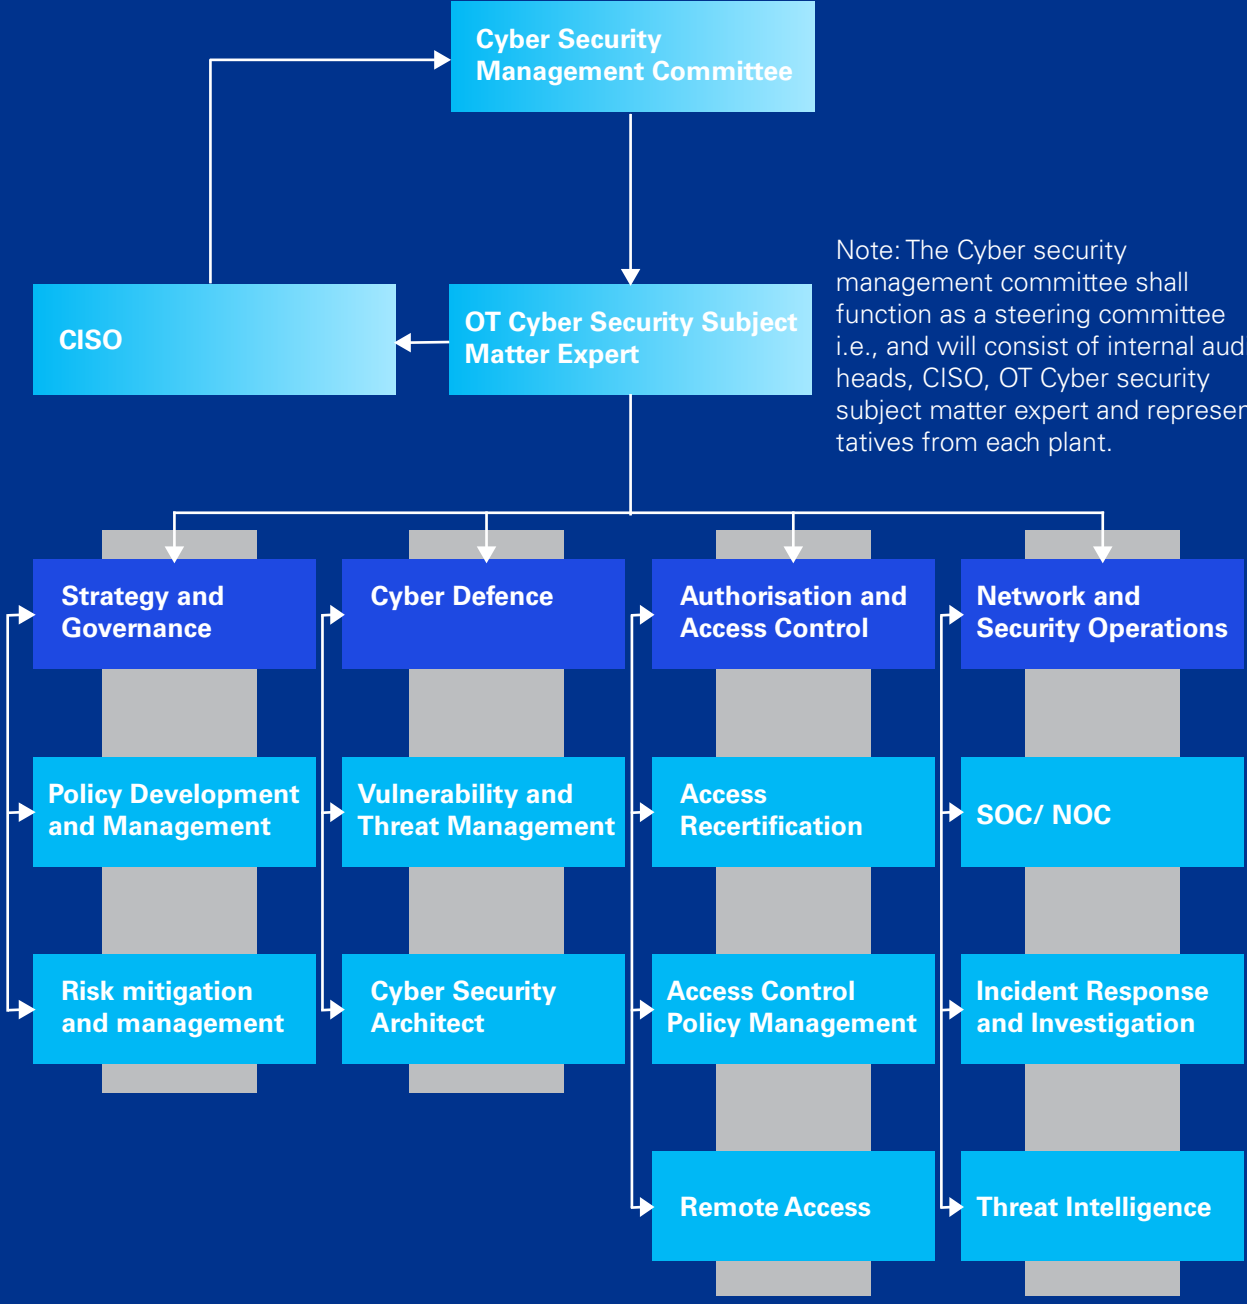 Cyber Security
Management Committee
Note: The Cyber security
management committee shall
function as a steering committee
i.e., and will consist of internal aud
heads, CISO, OT Cyber security
subject matter expert and represen
tatives from each plant.
CISO
OT Cyber Security Subject
Matter Expert
Strategy and
Governance
Cyber Defence
Authorisation and
Access Control
Network and
Security Operations
Policy Development
and Management
Vulnerability and
Threat Management
Access
Recertification
SOC/ NOC
Risk mitigation
and management
Cyber Security
Architect
Access Control
Policy Management
Incident Response
and Investigation
Remote Access
Threat Intelligence